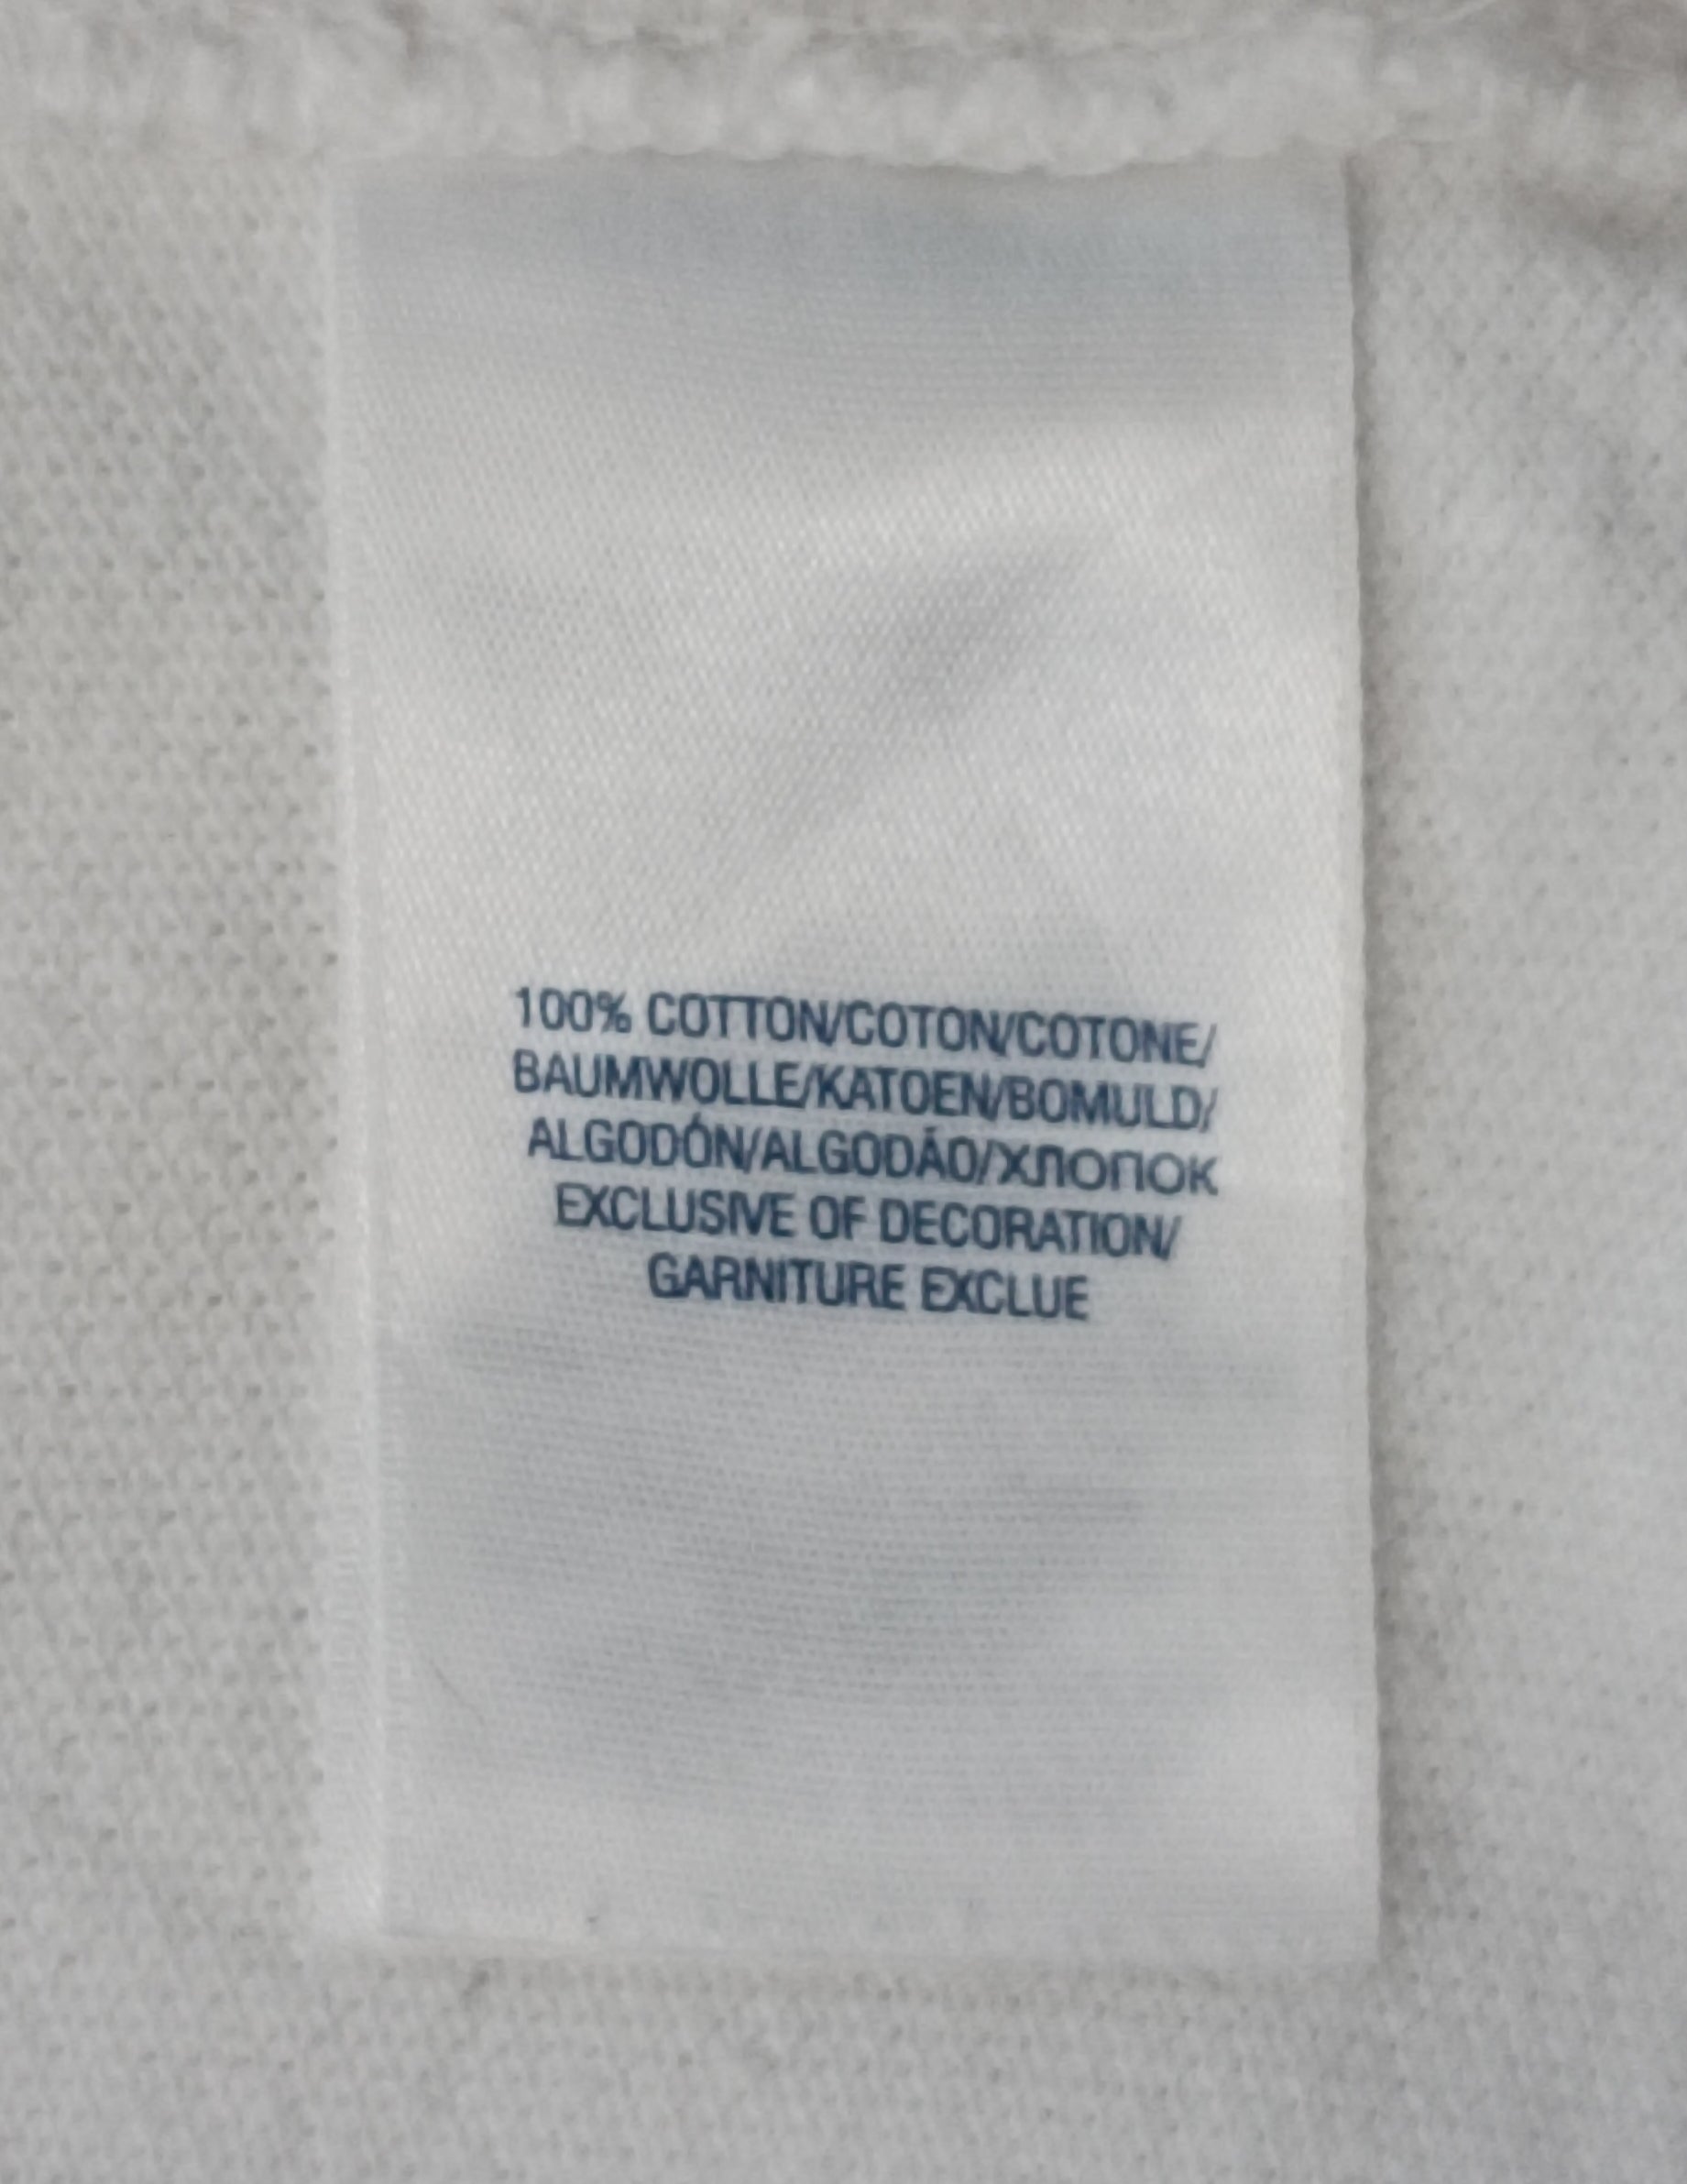 100% COTTON/COTON/COTONE/
BAUMWOLLE/KATOEN/BOMULD/
ALGODÓN/ALGODÃO/ХЛОПОК
EXCLUSIVE OF DECORATION/
GARNITURE EXCLUE